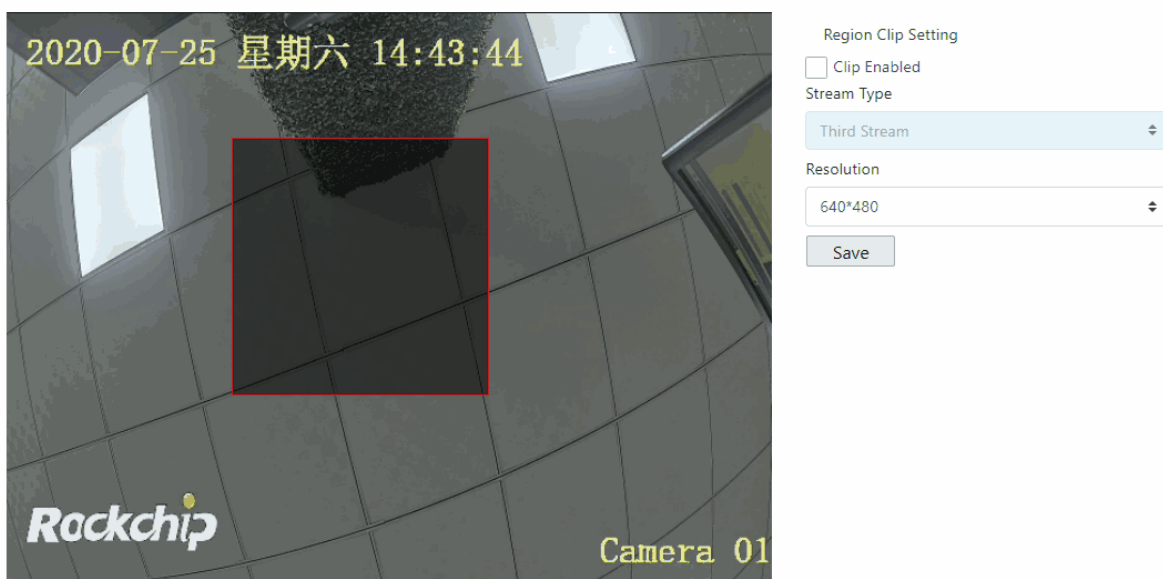 2020-07-25 星期六 14:43:44
Rockchip
Camera 01
Region Clip Setting
Clip Enabled
Stream Type
Third Stream
Resolution
640*480
Save